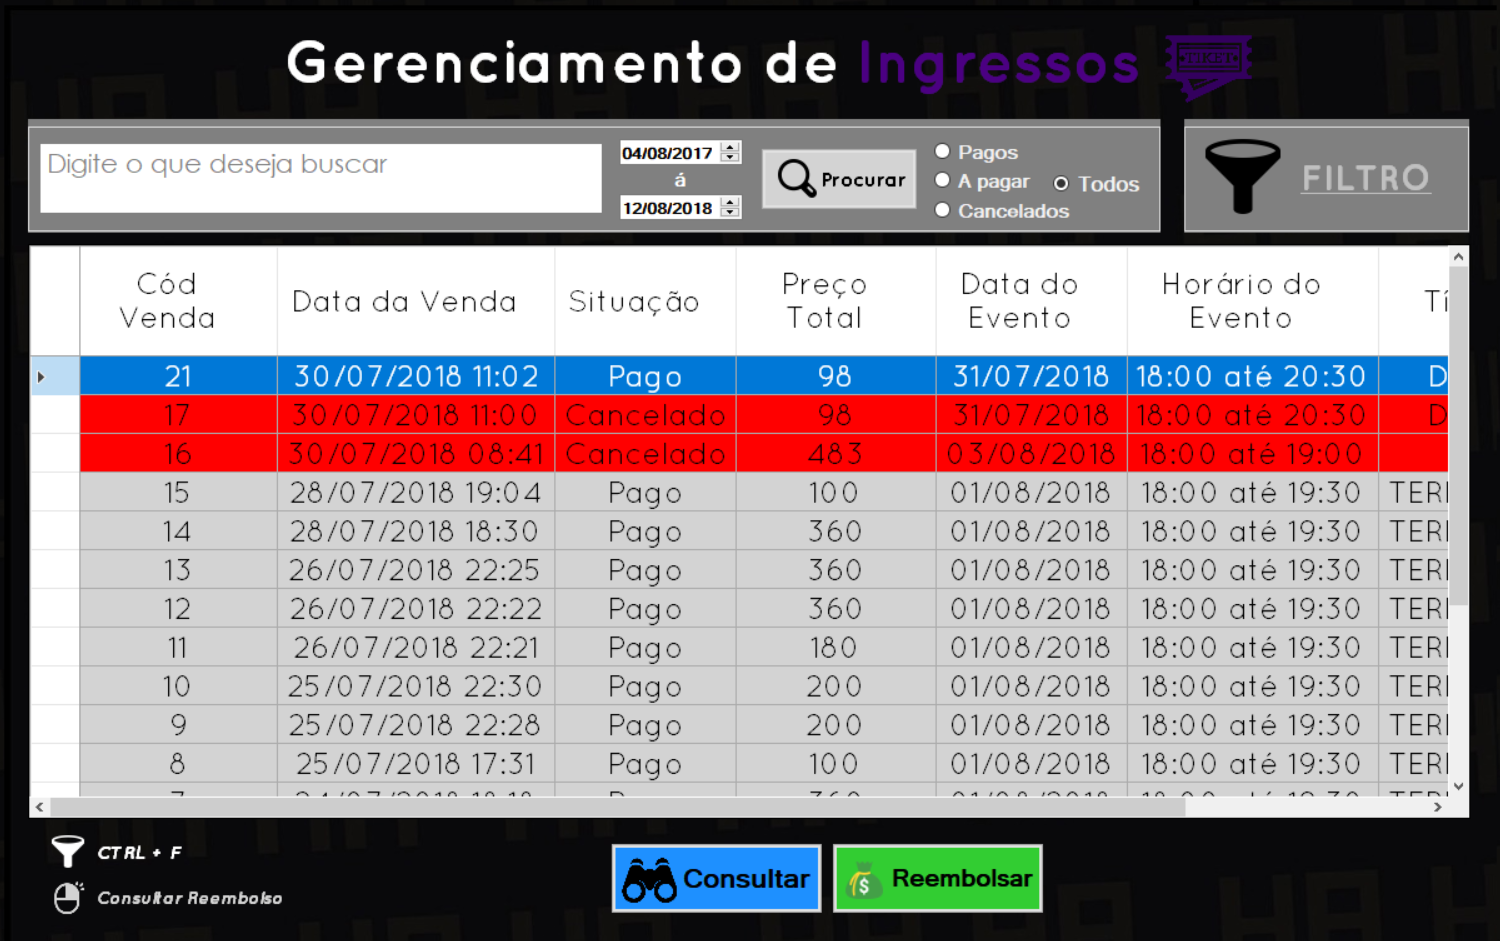 Gerenciamento de Ingressos
TIKET
Digite o que deseja buscar
04/08/2017
á
12/08/2018
Procurar
Pagos
A pagar
Todos
Cancelados
FILTRO
Cód Venda Data da Venda Situação Preço Total Data do Evento Horário do Evento Tí
21 30/07/2018 11:02 Pago 98 31/07/2018 18:00 até 20:30 D
17 30/07/2018 11:00 Cancelado 98 31/07/2018 18:00 até 20:30 D
16 30/07/2018 08:41 Cancelado 483 03/08/2018 18:00 até 19:00
15 28/07/2018 19:04 Pago 100 01/08/2018 18:00 até 19:30 TER
14 28/07/2018 18:30 Pago 360 01/08/2018 18:00 até 19:30 TER
13 26/07/2018 22:25 Pago 360 01/08/2018 18:00 até 19:30 TER
12 26/07/2018 22:22 Pago 360 01/08/2018 18:00 até 19:30 TER
11 26/07/2018 22:21 Pago 180 01/08/2018 18:00 até 19:30 TER
10 25/07/2018 22:30 Pago 200 01/08/2018 18:00 até 19:30 TER
9 25/07/2018 22:28 Pago 200 01/08/2018 18:00 até 19:30 TER
8 25/07/2018 17:31 Pago 100 01/08/2018 18:00 até 19:30 TER
CTRL + F
Consultar Reembolso
Consultar
Reembolsar